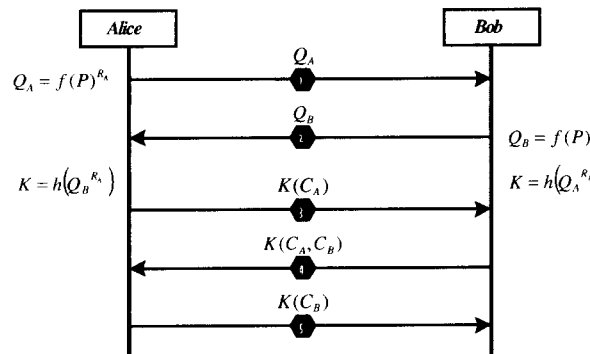 Alice
Bob
Q_A
Q_A = f(P)^{R_A}
1
Q_B
2
Q_B = f(P)
K = h(Q_B^{R_A})
K = h(Q_A^R
K(C_A)
3
K(C_A, C_B)
4
K(C_B)
5